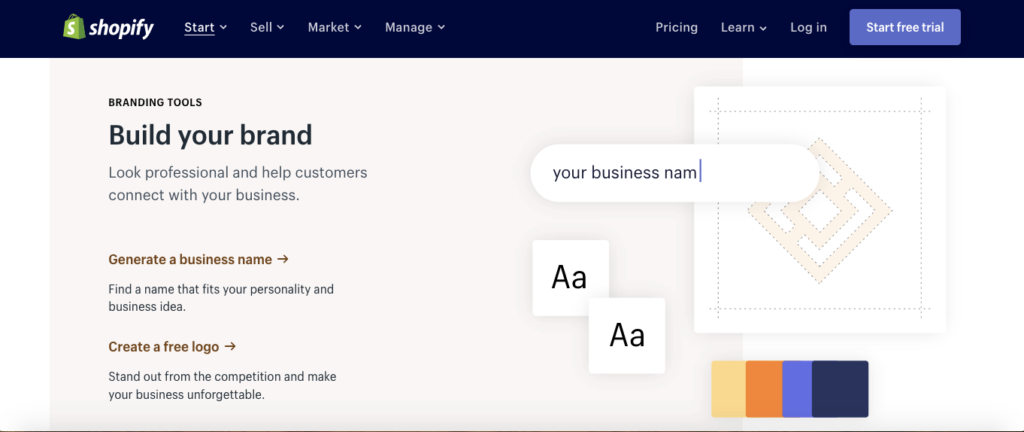 shopify Start Sell Market Manage Pricing Learn Log in Start free trial
BRANDING TOOLS
Build your brand
Look professional and help customers
connect with your business.
Generate a business name →
Find a name that fits your personality and
business idea.
Create a free logo →
Stand out from the competition and make
your business unforgettable.
your business nam
Aa
Aa